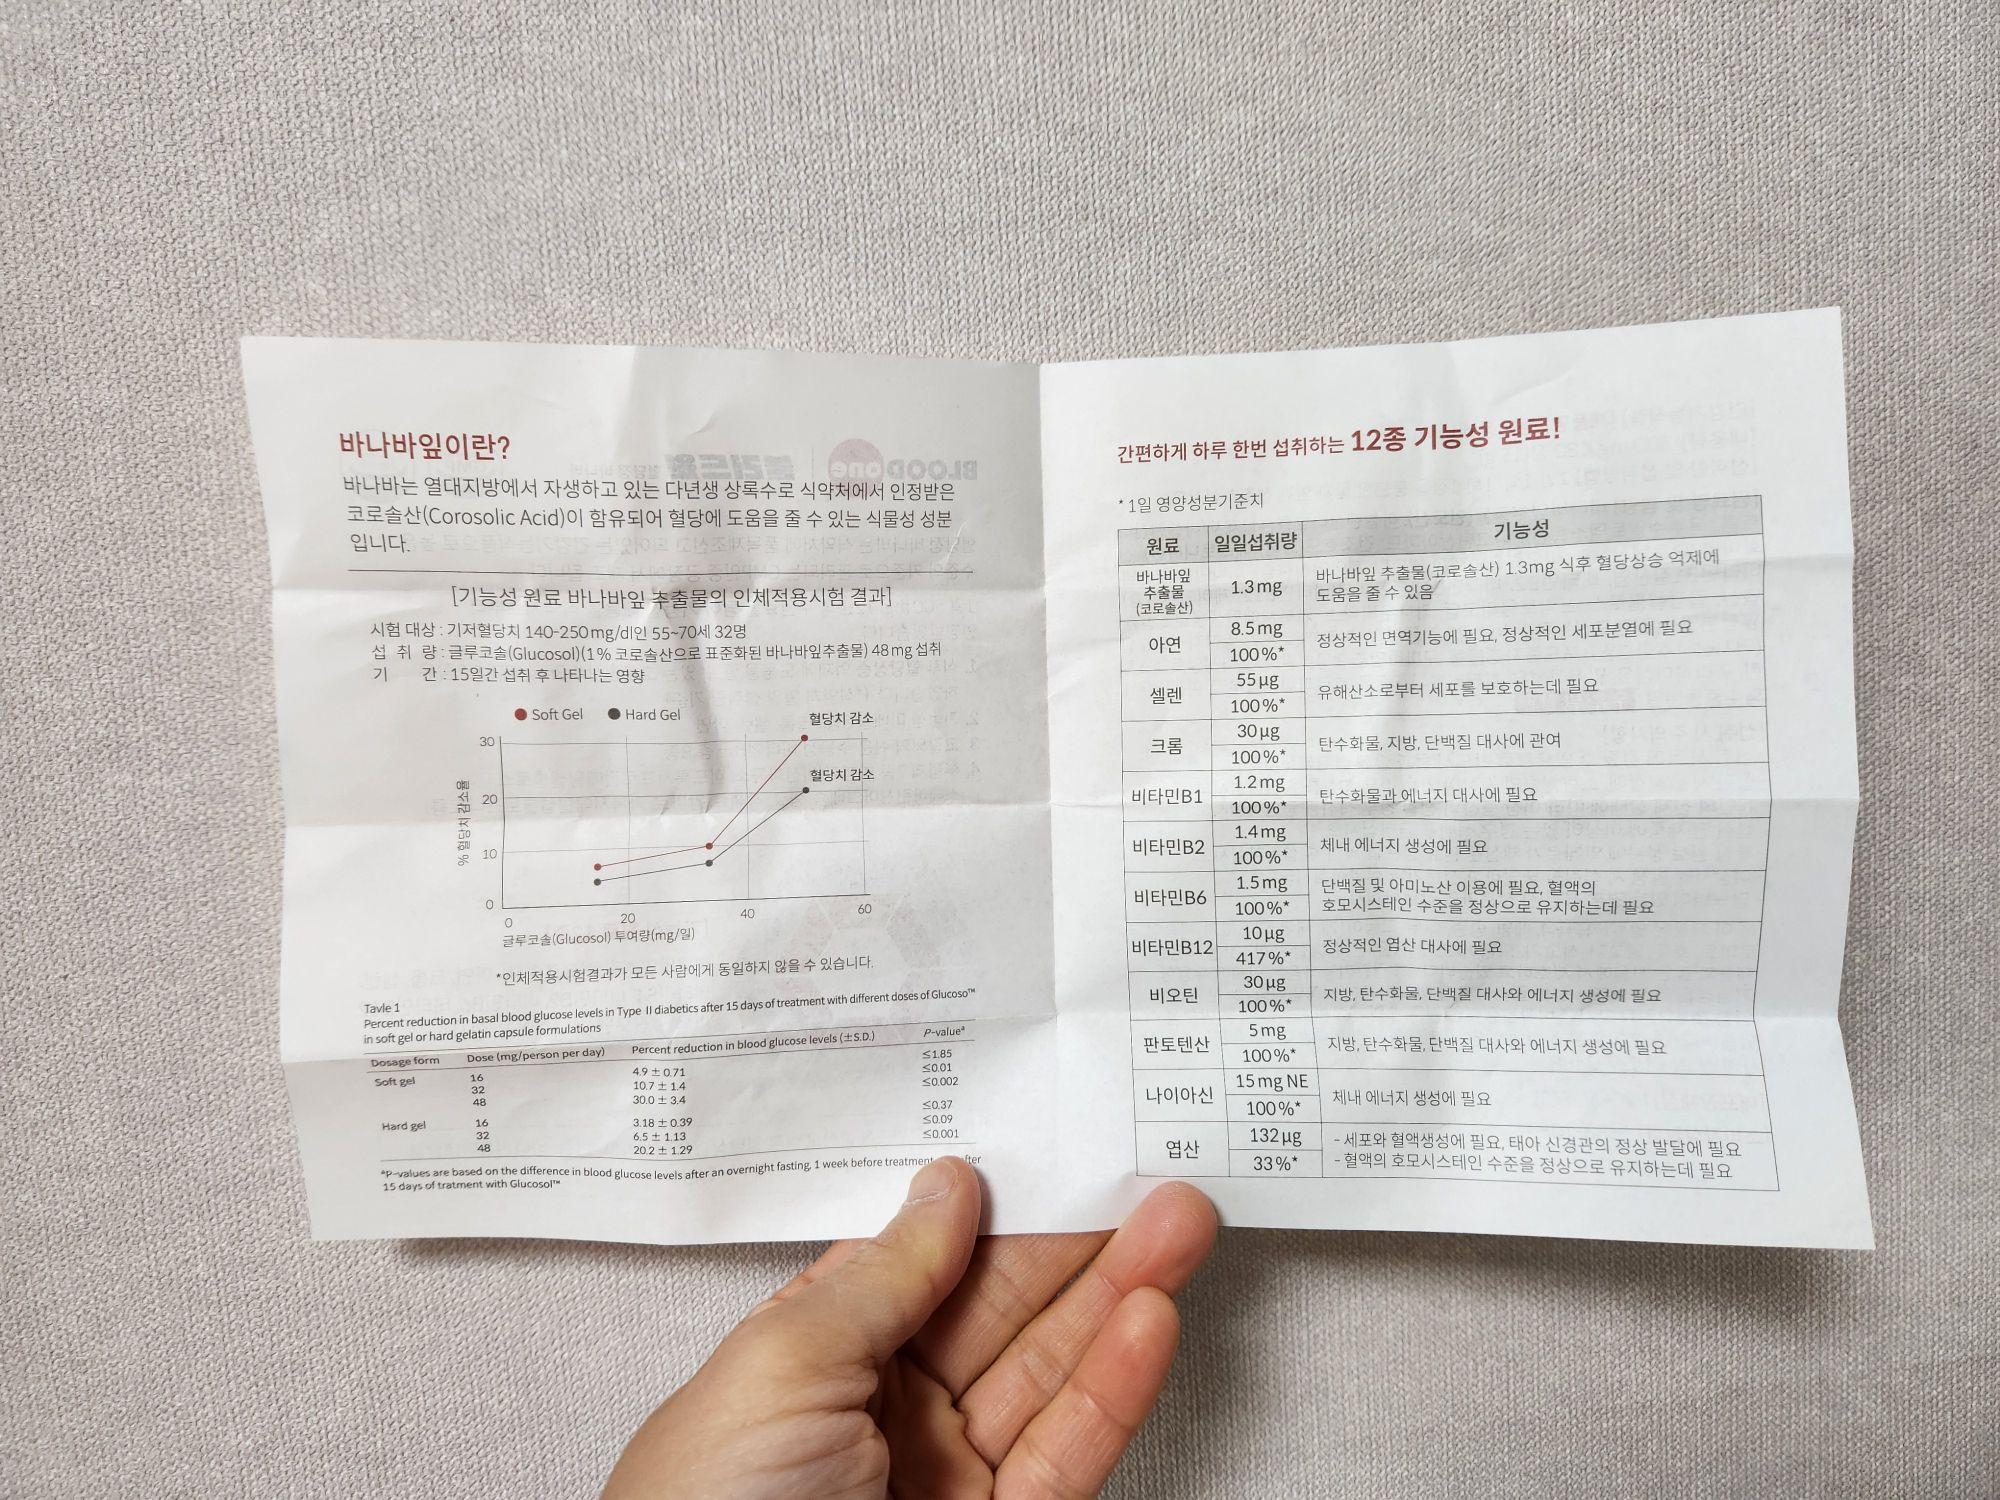 바나바잎이란?
바나바는 열대지방에서 자생하고 있는 다년생 상록수로 식약처에서 인정받은
코로솔산(Corosolic Acid)이 함유되어 혈당에 도움을 줄 수 있는 식물성 성분
입니다.
[기능성 원료 바나바잎 추출물의 인체적용시험 결과]
시험 대상 : 기저혈당치 140-250mg/dl인 55~70세 32명
섭 취 량 : 글루코솔(Glucosol)(1% 코로솔산으로 표준화된 바나바잎추출물) 48mg 섭취
기 간 : 15일간 섭취 후 나타나는 영향
Soft Gel Hard Gel
혈당치 감소
혈당치 감소
% 혈당치 감소율
30
20
10
0
0 20 40 60
글루코솔(Glucosol) 투여량(mg/일)
*인체적용시험결과가 모든 사람에게 동일하지 않을 수 있습니다.
Tavle 1
Percent reduction in basal blood glucose levels in Type II diabetics after 15 days of treatment with different doses of Glucoso™
in soft gel or hard gelatin capsule formulations
Dosage form Dose (mg/person per day) Percent reduction in blood glucose levels (±S.D.) P-valueª
Soft gel 16 4.9 ± 0.71 ≤1.85
32 10.7 ± 1.4 ≤0.01
48 30.0 ± 3.4 ≤0.002
Hard gel 16 3.18 ± 0.39 ≤0.37
32 6.5 ± 1.13 ≤0.09
48 20.2 ± 1.29 ≤0.001
ªP-values are based on the difference in blood glucose levels after an overnight fasting, 1 week before treatment after
15 days of tratment with Glucosol™
간편하게 하루 한번 섭취하는 12종 기능성 원료!
* 1일 영양성분기준치
원료 일일섭취량 기능성
바나바잎
추출물
(코로솔산)
1.3mg
바나바잎 추출물(코로솔산) 1.3mg 식후 혈당상승 억제에
도움을 줄 수 있음
아연 8.5mg 100%* 정상적인 면역기능에 필요, 정상적인 세포분열에 필요
셀렌 55μg 100%* 유해산소로부터 세포를 보호하는데 필요
크롬 30μg 100%* 탄수화물, 지방, 단백질 대사에 관여
비타민B1 1.2mg 100%* 탄수화물과 에너지 대사에 필요
비타민B2 1.4mg 100%* 체내 에너지 생성에 필요
비타민B6 1.5mg 100%* 단백질 및 아미노산 이용에 필요, 혈액의
호모시스테인 수준을 정상으로 유지하는데 필요
비타민B12 10μg 417%* 정상적인 엽산 대사에 필요
비오틴 30μg 100%* 지방, 탄수화물, 단백질 대사와 에너지 생성에 필요
판토텐산 5mg 100%* 지방, 탄수화물, 단백질 대사와 에너지 생성에 필요
나이아신 15mg NE 100%* 체내 에너지 생성에 필요
엽산 132μg 33%* - 세포와 혈액생성에 필요, 태아 신경관의 정상 발달에 필요
- 혈액의 호모시스테인 수준을 정상으로 유지하는데 필요